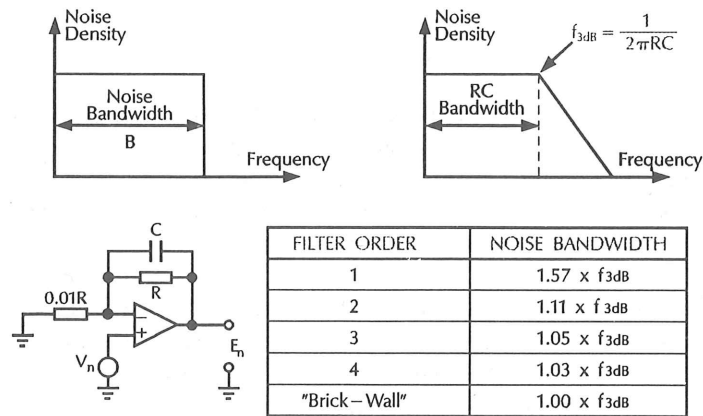 Noise
Density
Noise
Bandwidth
B
Frequency
Noise
Density
f3dB = 1 / 2πRC
RC
Bandwidth
Frequency
C
R
0.01R
−
+
Vn
En
FILTER ORDER NOISE BANDWIDTH
1 1.57 x f3dB
2 1.11 x f3dB
3 1.05 x f3dB
4 1.03 x f3dB
"Brick–Wall" 1.00 x f3dB